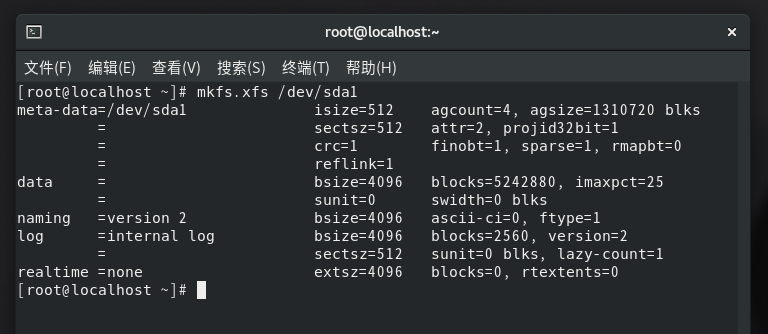 root@localhost:~
文件(F) 编辑(E) 查看(V) 搜索(S) 终端(T) 帮助(H)
[root@localhost ~]# mkfs.xfs /dev/sda1
meta-data=/dev/sda1              isize=512    agcount=4, agsize=1310720 blks
         =                       sectsz=512   attr=2, projid32bit=1
         =                       crc=1        finobt=1, sparse=1, rmapbt=0
         =                       reflink=1
data     =                       bsize=4096   blocks=5242880, imaxpct=25
         =                       sunit=0      swidth=0 blks
naming   =version 2              bsize=4096   ascii-ci=0, ftype=1
log      =internal log           bsize=4096   blocks=2560, version=2
         =                       sectsz=512   sunit=0 blks, lazy-count=1
realtime =none                   extsz=4096   blocks=0, rtextents=0
[root@localhost ~]#